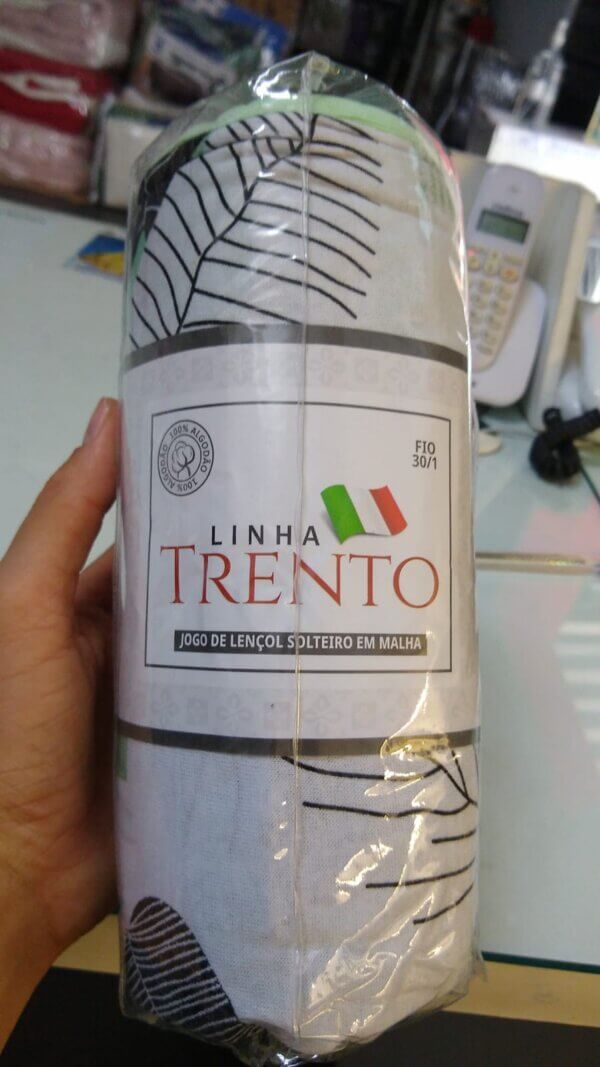 100% ALGODÃO
100% ALGODÃO
FIO
30/1
LINHA
TRENTO
JOGO DE LENÇOL SOLTEIRO EM MALHA